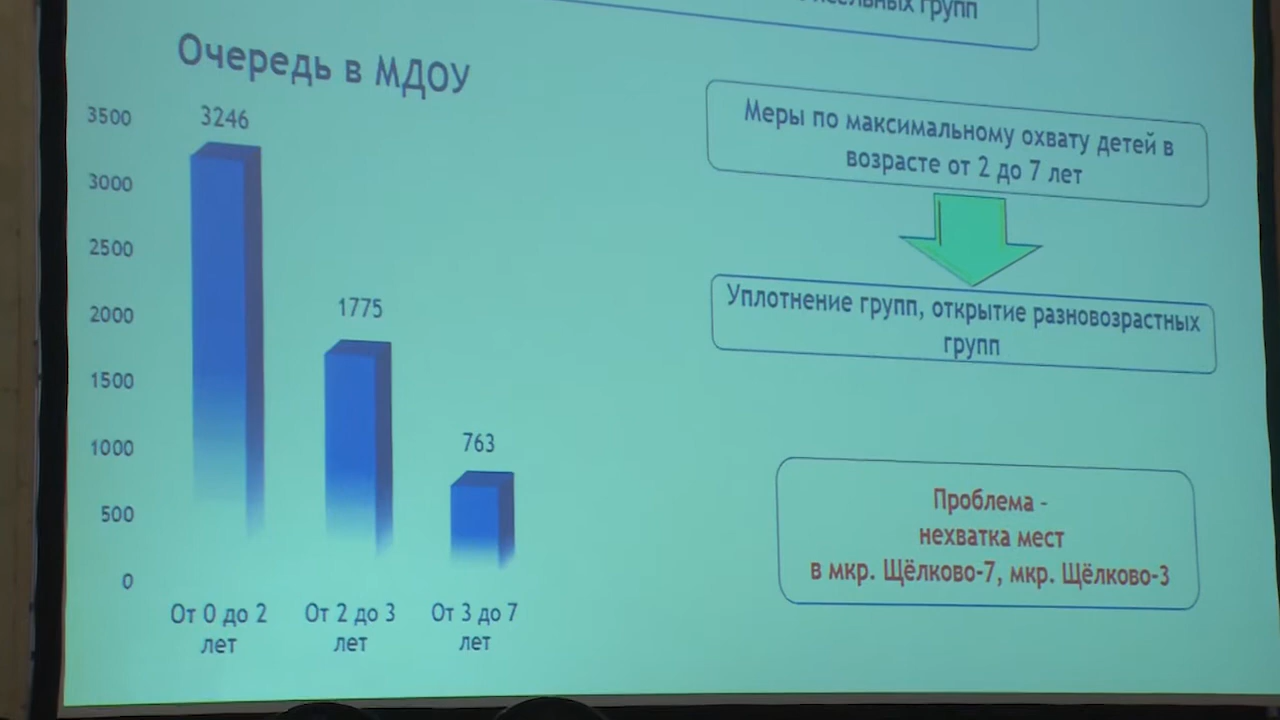 групп
Очередь в МДОУ
3500
3000
2500
2000
1500
1000
500
0
3246
1775
763
От 0 до 2
лет
От 2 до 3
лет
От 3 до 7
лет
Меры по максимальному охвату детей в
возрасте от 2 до 7 лет
Уплотнение групп, открытие разновозрастных
групп
Проблема -
нехватка мест
в мкр. Щёлково-7, мкр. Щёлково-3